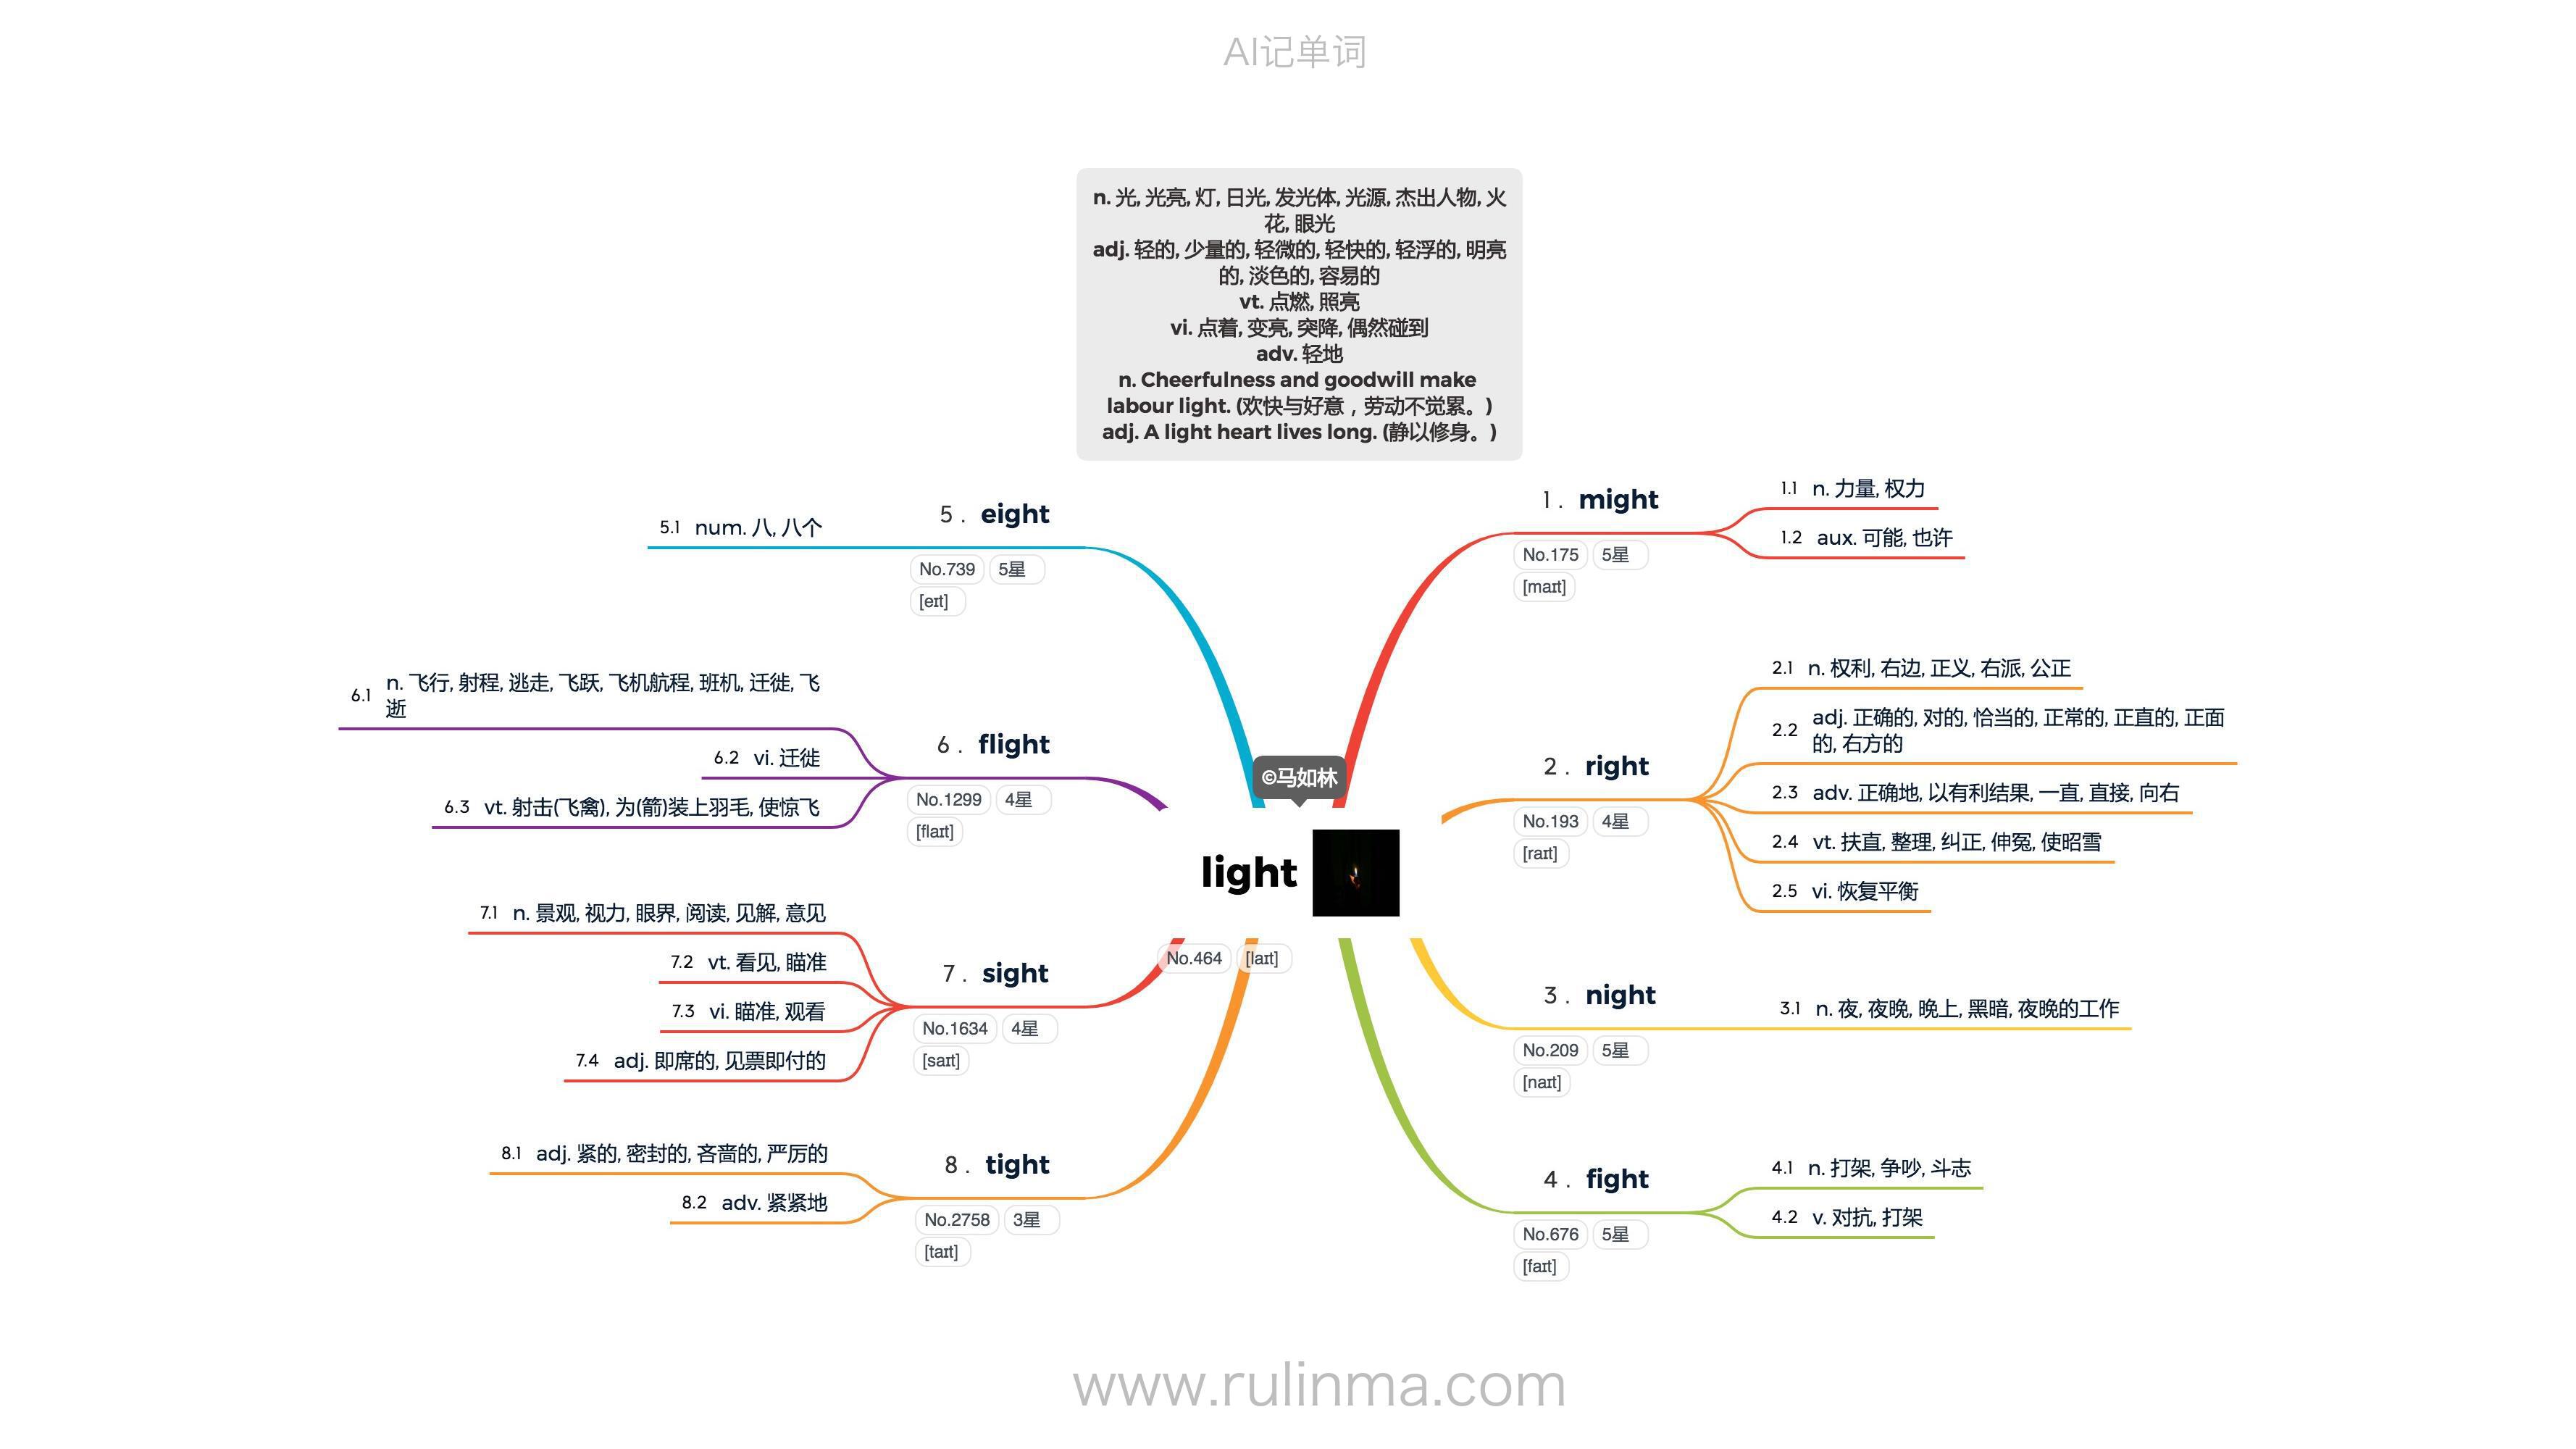 AI记单词
n. 光, 光亮, 灯, 日光, 发光体, 光源, 杰出人物, 火
花, 眼光
adj. 轻的, 少量的, 轻微的, 轻快的, 轻浮的, 明亮
的, 淡色的, 容易的
vt. 点燃, 照亮
vi. 点着, 变亮, 突降, 偶然碰到
adv. 轻地
n. Cheerfulness and goodwill make
labour light. (欢快与好意，劳动不觉累。)
adj. A light heart lives long. (静以修身。)
©马如林
light
No.464 [laɪt]
1 . might
No.175 5星
[maɪt]
1.1 n. 力量, 权力
1.2 aux. 可能, 也许
2 . right
No.193 4星
[raɪt]
2.1 n. 权利, 右边, 正义, 右派, 公正
2.2 adj. 正确的, 对的, 恰当的, 正常的, 正直的, 正面
的, 右方的
2.3 adv. 正确地, 以有利结果, 一直, 直接, 向右
2.4 vt. 扶直, 整理, 纠正, 伸冤, 使昭雪
2.5 vi. 恢复平衡
3 . night
No.209 5星
[naɪt]
3.1 n. 夜, 夜晚, 晚上, 黑暗, 夜晚的工作
4 . fight
No.676 5星
[faɪt]
4.1 n. 打架, 争吵, 斗志
4.2 v. 对抗, 打架
5 . eight
No.739 5星
[eɪt]
5.1 num. 八, 八个
6 . flight
No.1299 4星
[flaɪt]
6.1 n. 飞行, 射程, 逃走, 飞跃, 飞机航程, 班机, 迁徙, 飞
逝
6.2 vi. 迁徙
6.3 vt. 射击(飞禽), 为(箭)装上羽毛, 使惊飞
7 . sight
No.1634 4星
[saɪt]
7.1 n. 景观, 视力, 眼界, 阅读, 见解, 意见
7.2 vt. 看见, 瞄准
7.3 vi. 瞄准, 观看
7.4 adj. 即席的, 见票即付的
8 . tight
No.2758 3星
[taɪt]
8.1 adj. 紧的, 密封的, 吝啬的, 严厉的
8.2 adv. 紧紧地
www.rulinma.com